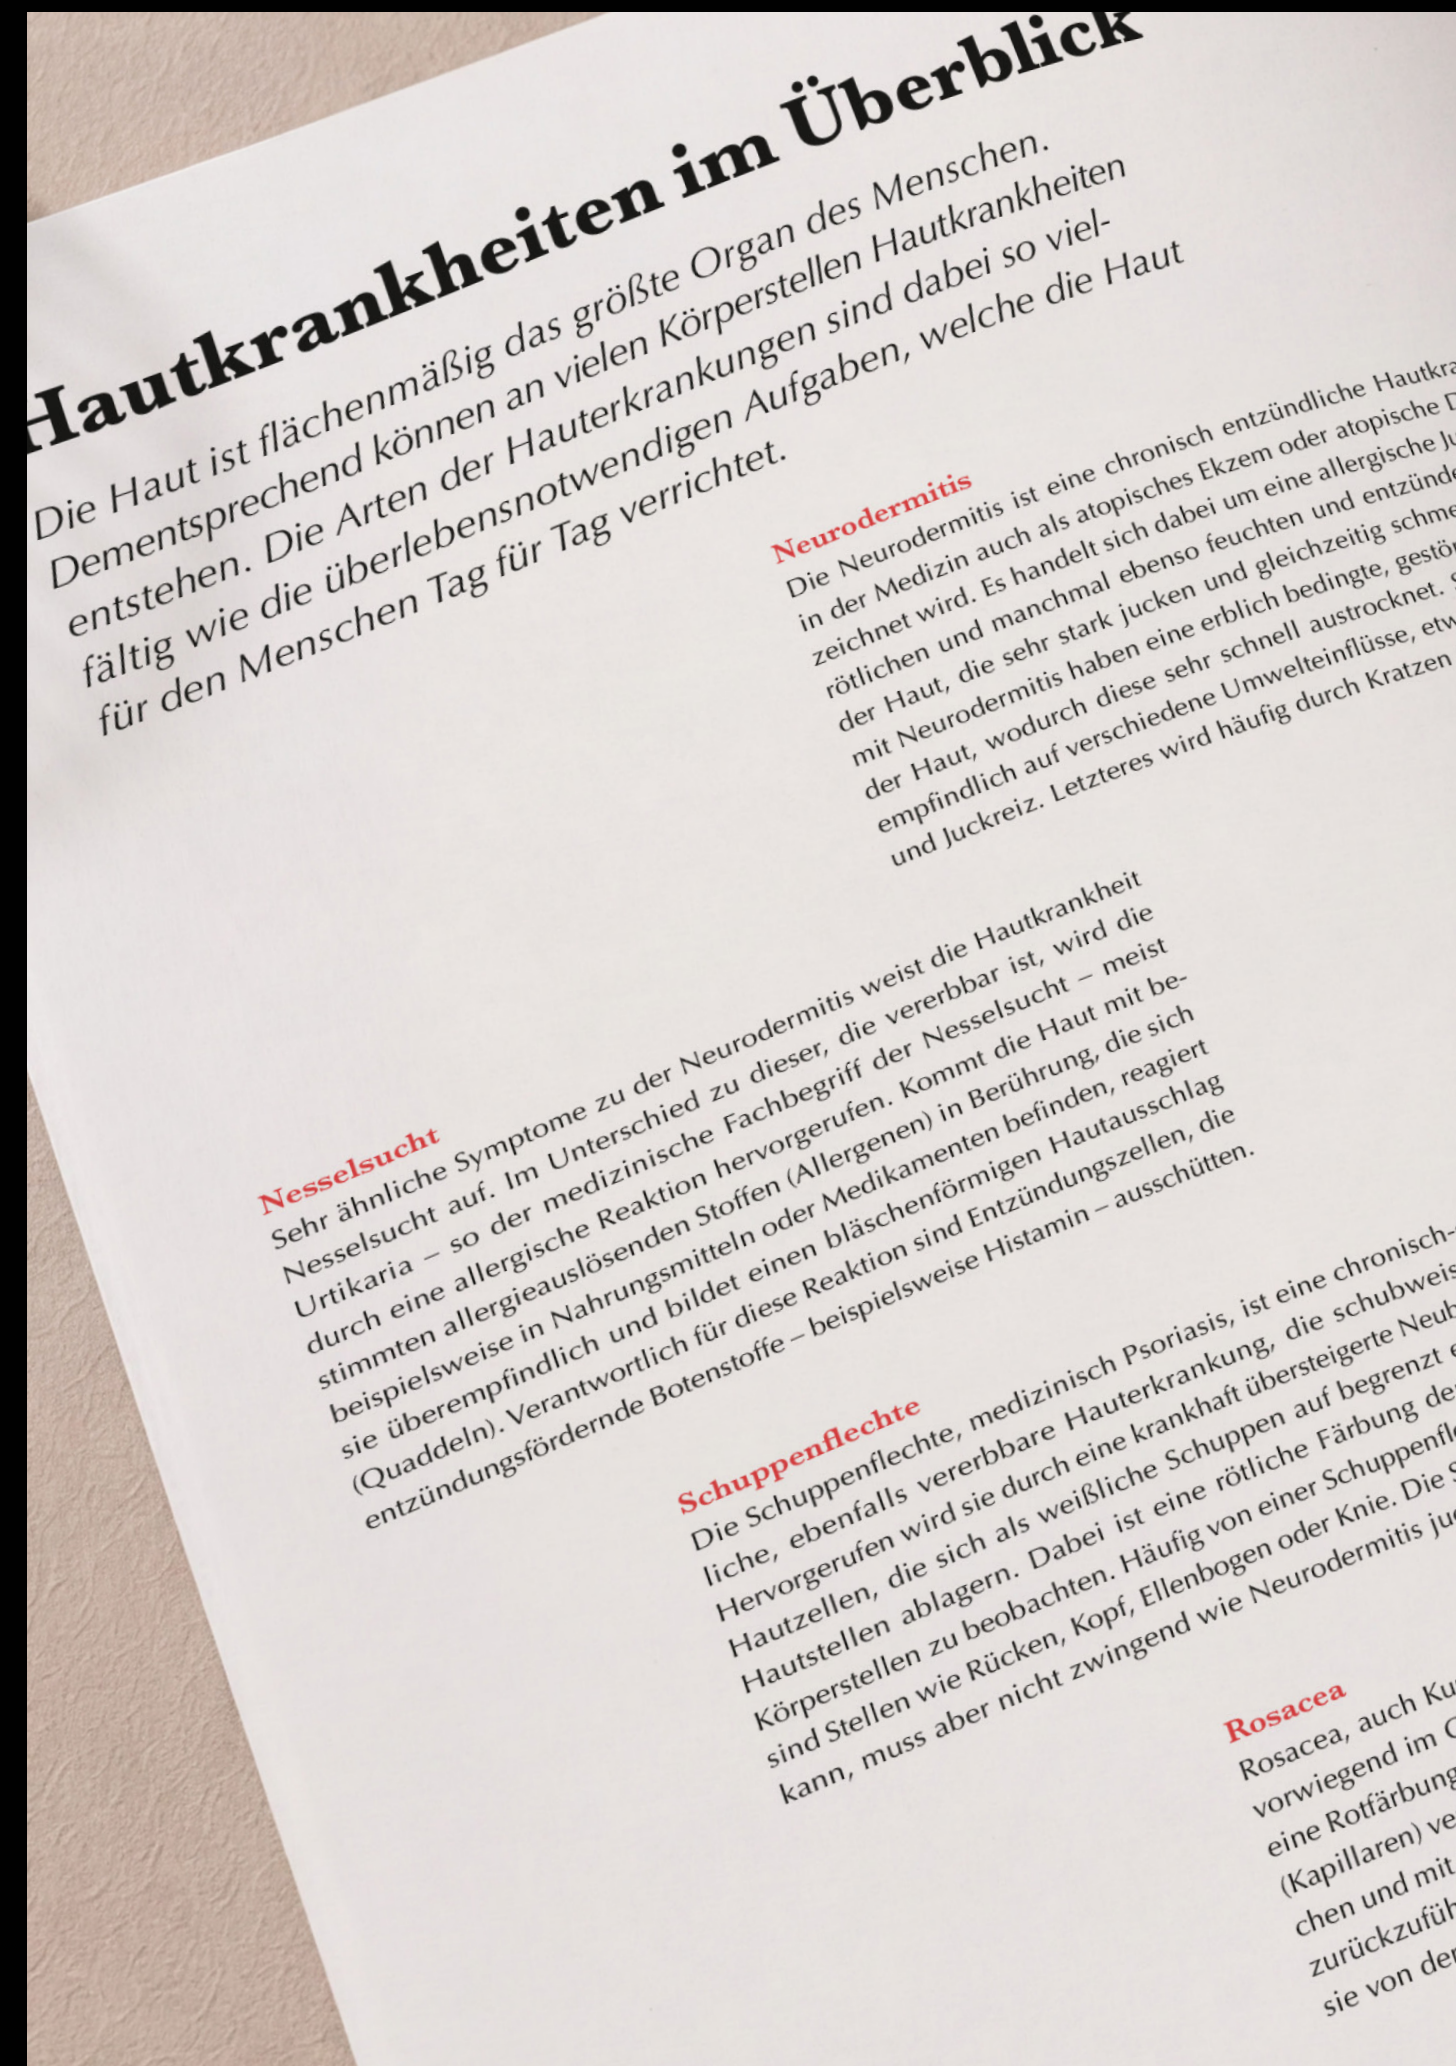 Hautkrankheiten im Überblick
Die Haut ist flächenmäßig das größte Organ des Menschen.
Dementsprechend können an vielen Körperstellen Hautkrankheiten
entstehen. Die Arten der Hauterkrankungen sind dabei so viel-
fältig wie die überlebensnotwendigen Aufgaben, welche die Haut
für den Menschen Tag für Tag verrichtet.
Neurodermitis
Die Neurodermitis ist eine chronisch entzündliche
in der Medizin auch als atopisches Ekzem oder atopische
zeichnet wird. Es handelt sich dabei um eine allergische
rötlichen und manchmal ebenso feuchten und
der Haut, die sehr stark jucken und gleichzeitig
mit Neurodermitis haben eine erblich bedingte,
der Haut, wodurch diese sehr schnell austrocknet.
empfindlich auf verschiedene Umwelteinflüsse,
und Juckreiz. Letzteres wird häufig durch Kratzen
Nesselsucht
Sehr ähnliche Symptome zu der Neurodermitis weist die Hautkrankheit
Nesselsucht auf. Im Unterschied zu dieser, die vererbbar ist, wird die
Urtikaria – so der medizinische Fachbegriff der Nesselsucht – meist
durch eine allergische Reaktion hervorgerufen. Kommt die Haut mit be-
stimmten allergieauslösenden Stoffen (Allergenen) in Berührung, die sich
beispielsweise in Nahrungsmitteln oder Medikamenten befinden, reagiert
sie überempfindlich und bildet einen bläschenförmigen Hautausschlag
(Quaddeln). Verantwortlich für diese Reaktion sind Entzündungszellen, die
entzündungsfördernde Botenstoffe – beispielsweise Histamin – ausschütten.
Schuppenflechte
Die Schuppenflechte, medizinisch Psoriasis, ist eine chronisch-
liche, ebenfalls vererbbare Hauterkrankung, die
Hervorgerufen wird sie durch eine krankhaft übersteigerte
Hautzellen, die sich als weißliche Schuppen auf begrenzt
Hautstellen ablagern. Dabei ist eine rötliche Färbung
Körperstellen zu beobachten. Häufig von einer
sind Stellen wie Rücken, Kopf, Ellenbogen oder Knie. Die
kann, muss aber nicht zwingend wie Neurodermitis
Rosacea
Rosacea, auch
vorwiegend im
eine
(Kapillaren)
chen und mit

sie von